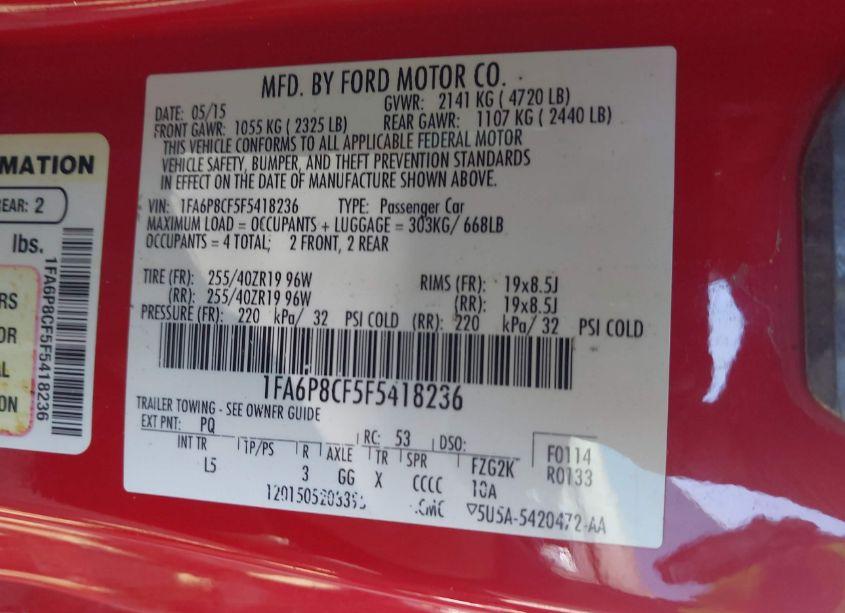 MATION
REAR: 2
lbs.
1FA6P8CF5F5418236
ERS
OR
AL
ION
MFD. BY FORD MOTOR CO.
DATE: 05/15 GVWR: 2141 KG ( 4720 LB)
FRONT GAWR: 1055 KG ( 2325 LB) REAR GAWR: 1107 KG ( 2440 LB)
THIS VEHICLE CONFORMS TO ALL APPLICABLE FEDERAL MOTOR
VEHICLE SAFETY, BUMPER, AND THEFT PREVENTION STANDARDS
IN EFFECT ON THE DATE OF MANUFACTURE SHOWN ABOVE.
VIN: 1FA6P8CF5F5418236 TYPE: Passenger Car
MAXIMUM LOAD = OCCUPANTS + LUGGAGE = 303KG/ 668LB
OCCUPANTS = 4 TOTAL; 2 FRONT, 2 REAR
TIRE (FR): 255/40ZR19 96W RIMS (FR): 19x8.5J
(RR): 255/40ZR19 96W (RR): 19x8.5J
PRESSURE (FR): 220 kPa/ 32 PSI COLD (RR): 220 kPa/ 32 PSI COLD
1FA6P8CF5F5418236
TRAILER TOWING - SEE OWNER GUIDE
EXT PNT: PQ RC: 53 DSO: F0114
INT TR TP/PS R AXLE TR SPR FZG2K R0133
L5 3 GG X CCCC 10A
5U5A-5420472-AA